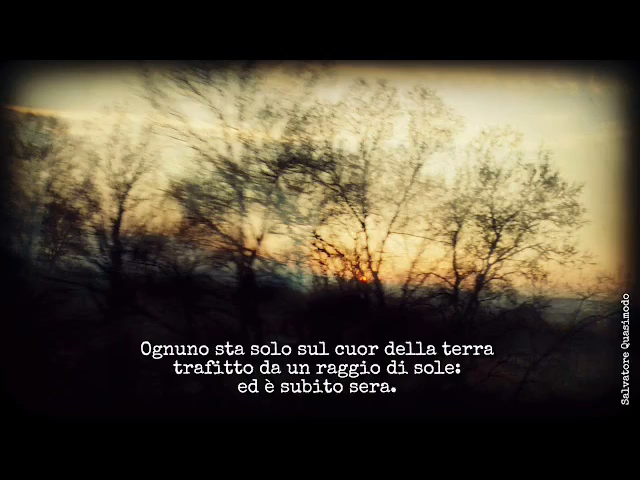 Ognuno sta solo sul cuor della terra
trafitto da un raggio di sole:
ed è subito sera.
Salvatore Quasimodo